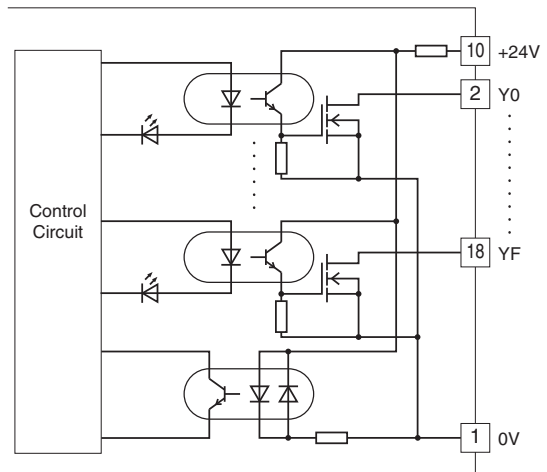 10 +24V
2 Y0
Control
Circuit
18 YF
1 0V